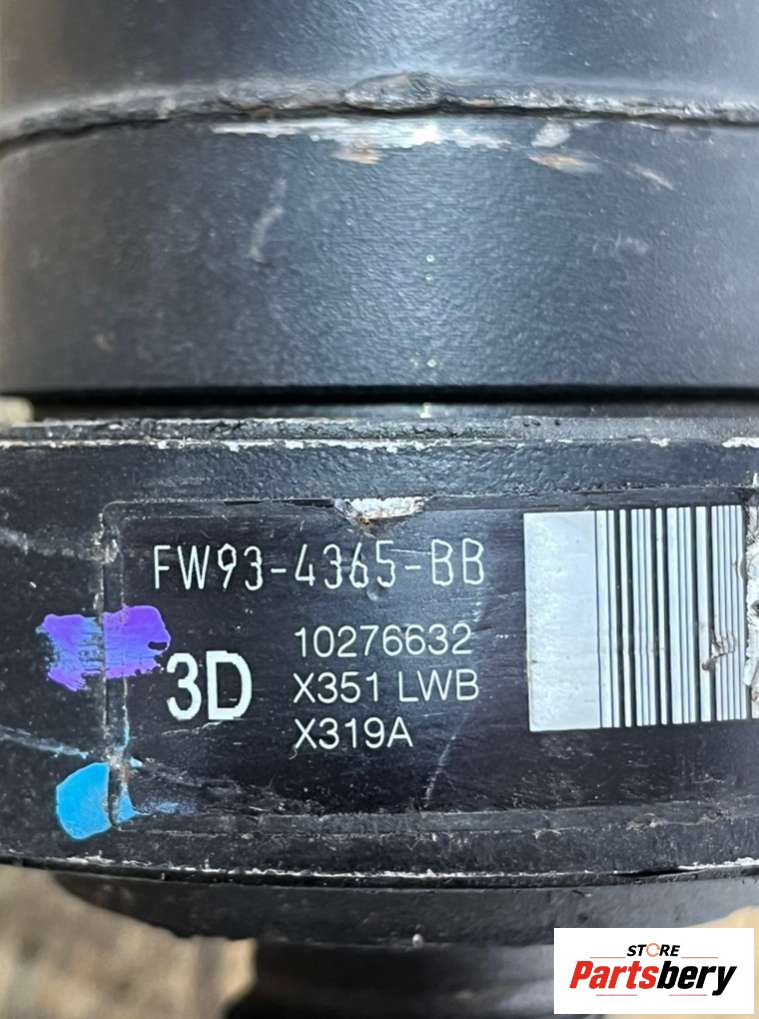 FW93-4365-BB
3D
10276632
X351 LWB
X319A
STORE
Partsbery